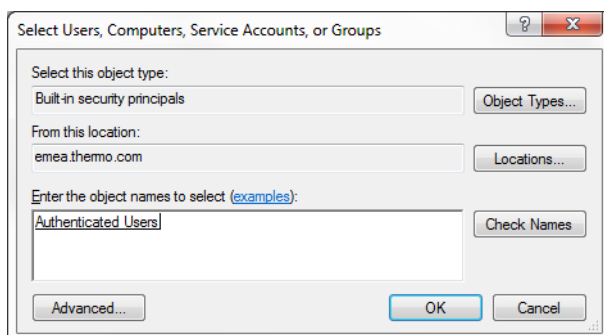 Select Users, Computers, Service Accounts, or Groups
Select this object type:
Built-in security principals
Object Types...
From this location:
emea.thermo.com
Locations...
Enter the object names to select (examples):
Authenticated Users
Check Names
Advanced...
OK
Cancel